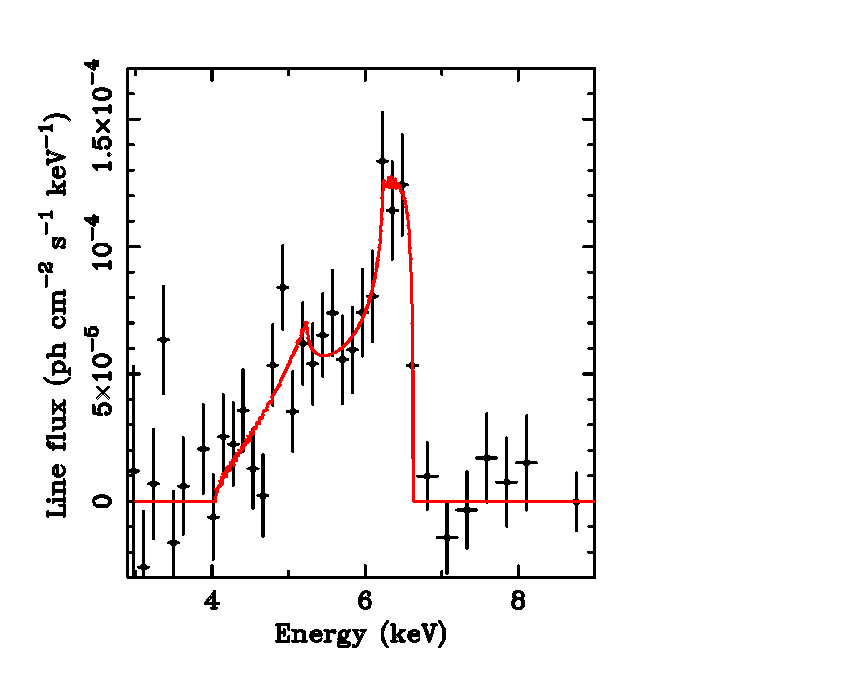 Line flux (ph cm⁻² s⁻¹ keV⁻¹)
1.5×10⁻⁴
10⁻⁴
5×10⁻⁵
0
4 6 8
Energy (keV)